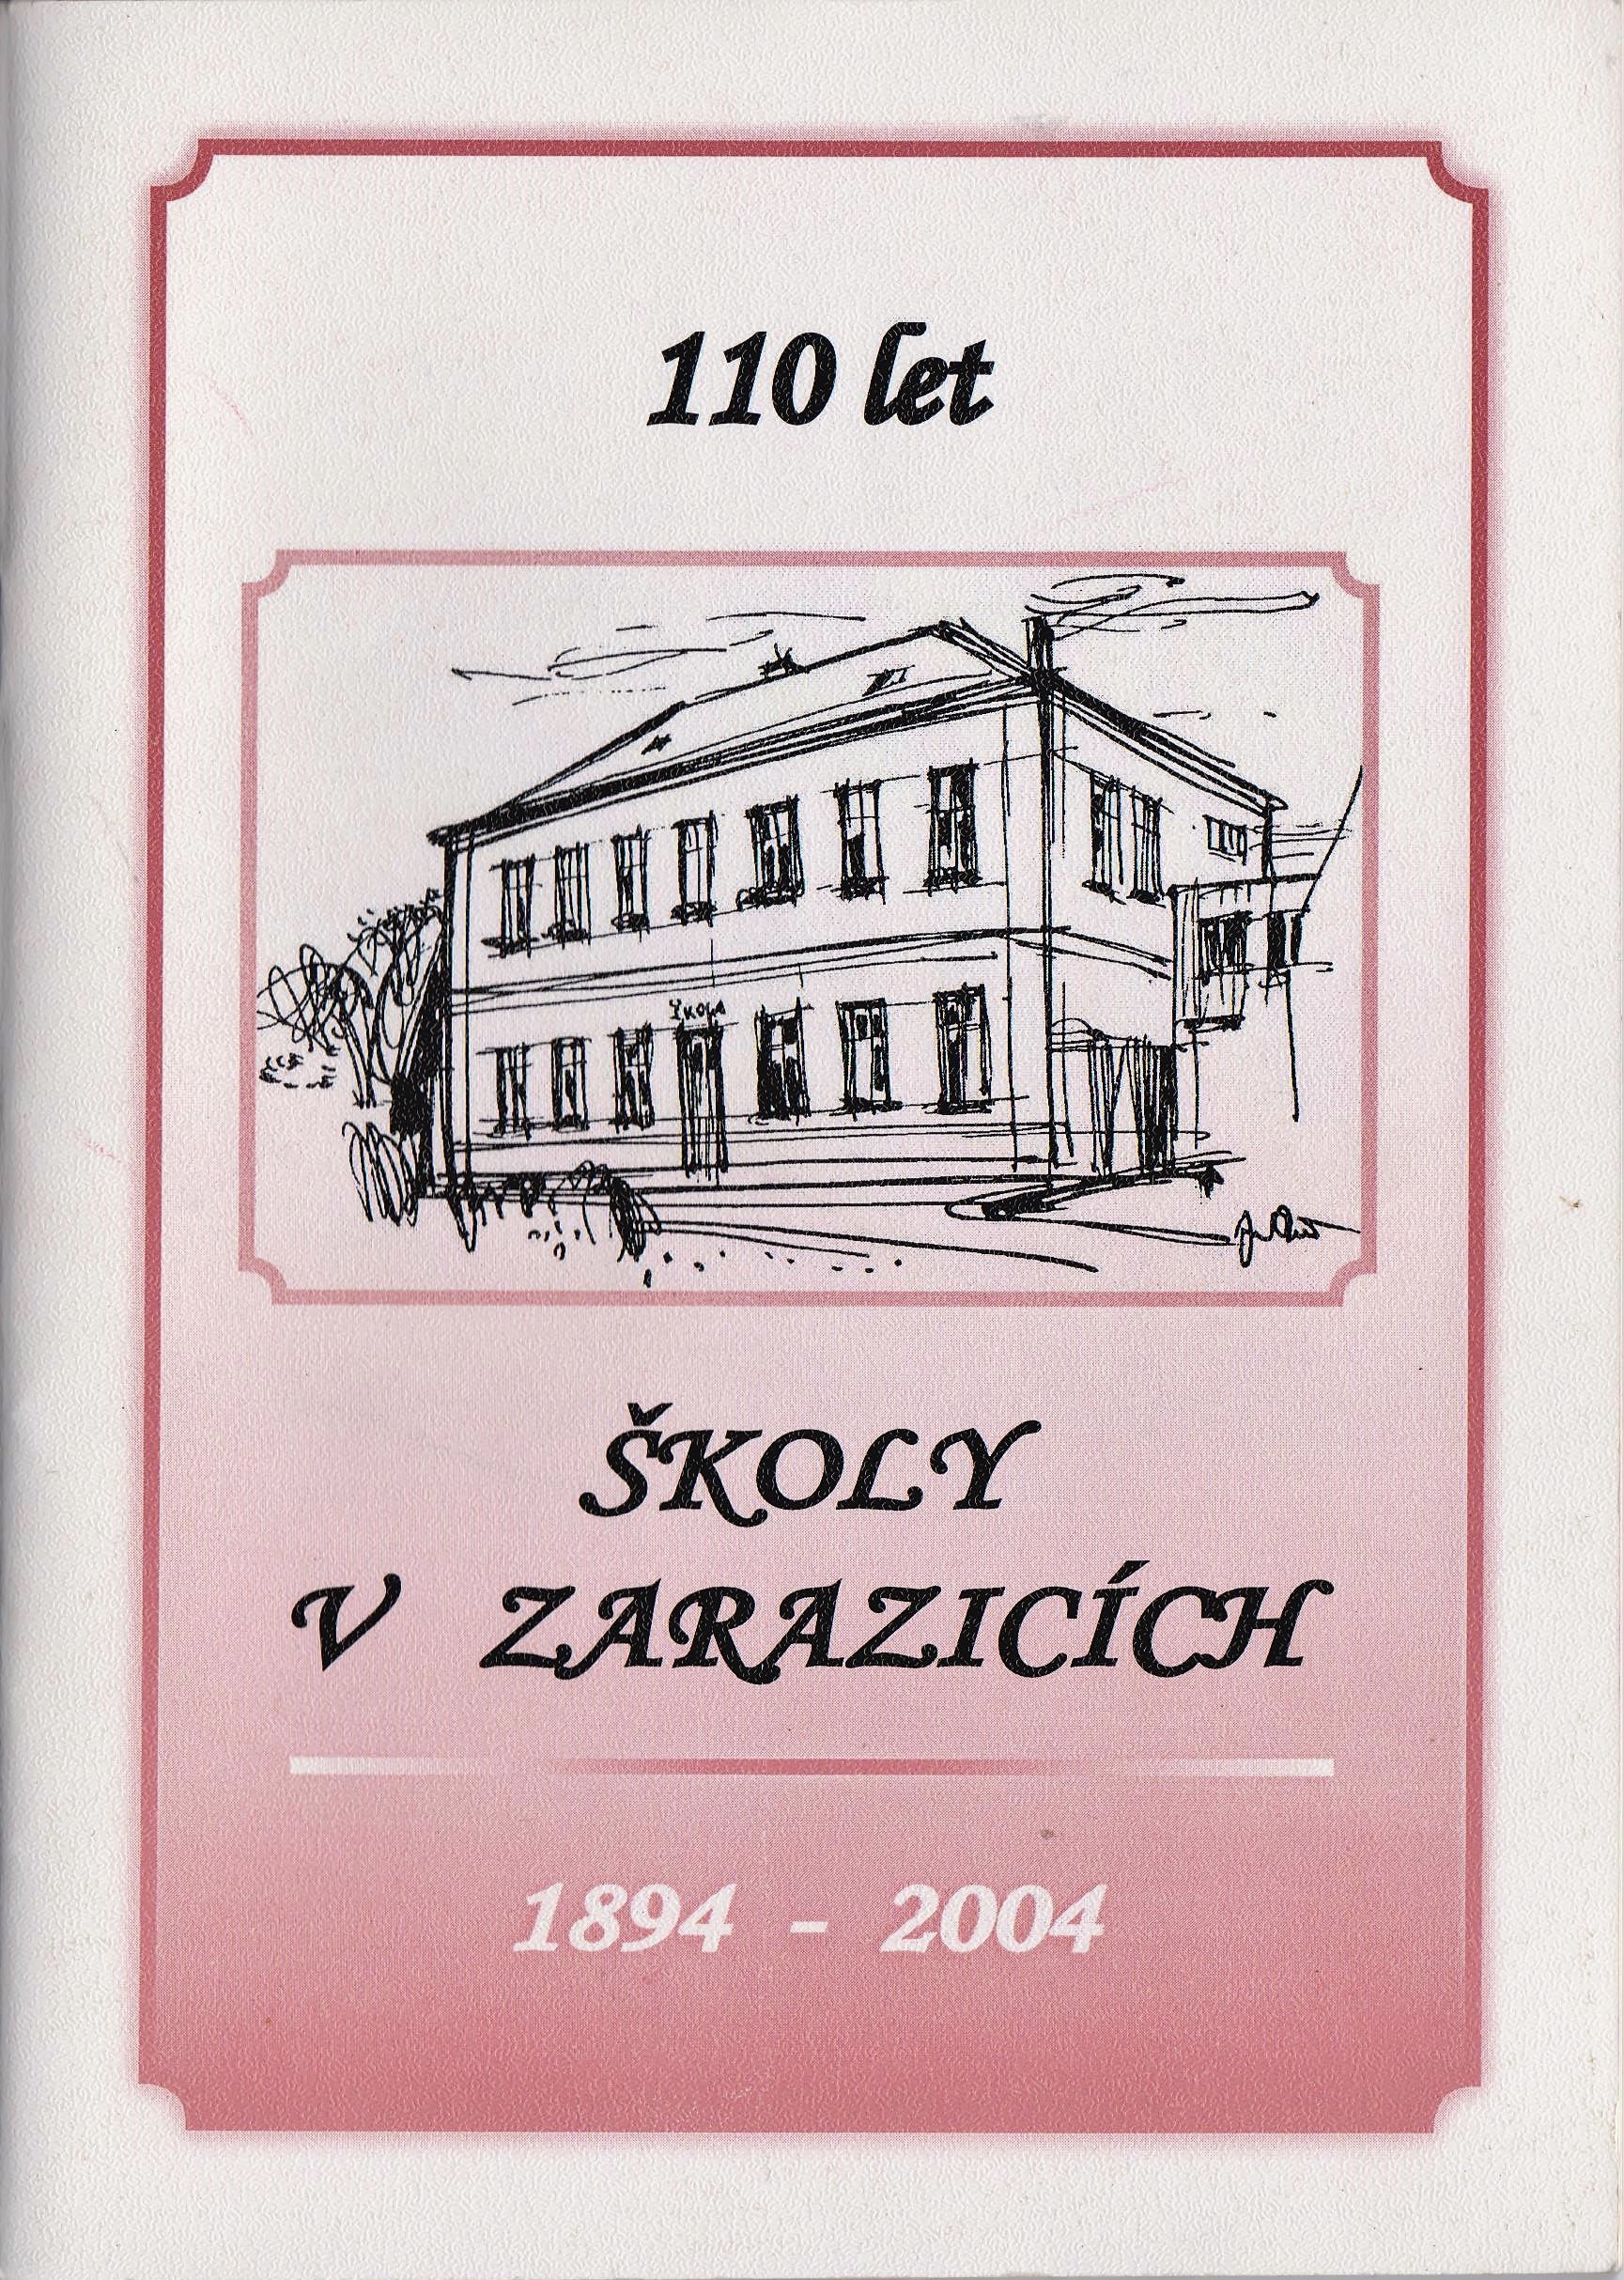 110 let
ŠKOLA
ŠKOLY
V ZARAZICÍCH
1894 - 2004